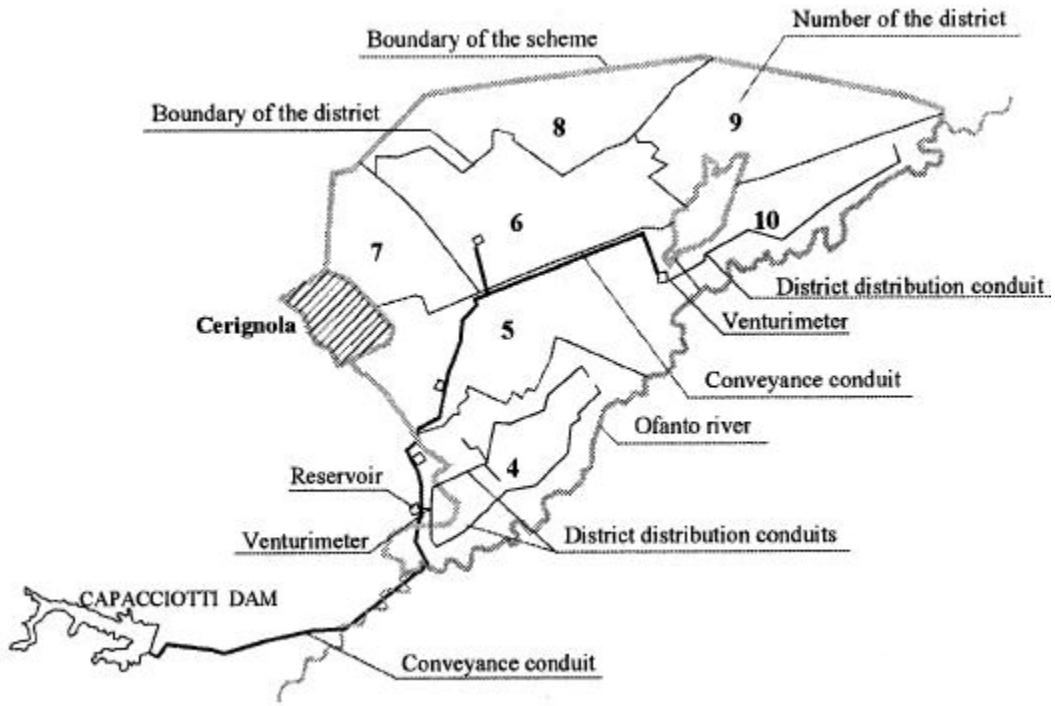 Number of the district
Boundary of the scheme
Boundary of the district
8
9
10
6
7
District distribution conduit
Venturimeter
Cerignola
5
Conveyance conduit
Ofanto river
4
Reservoir
Venturimeter
District distribution conduits
CAPACCIOTTI DAM
Conveyance conduit